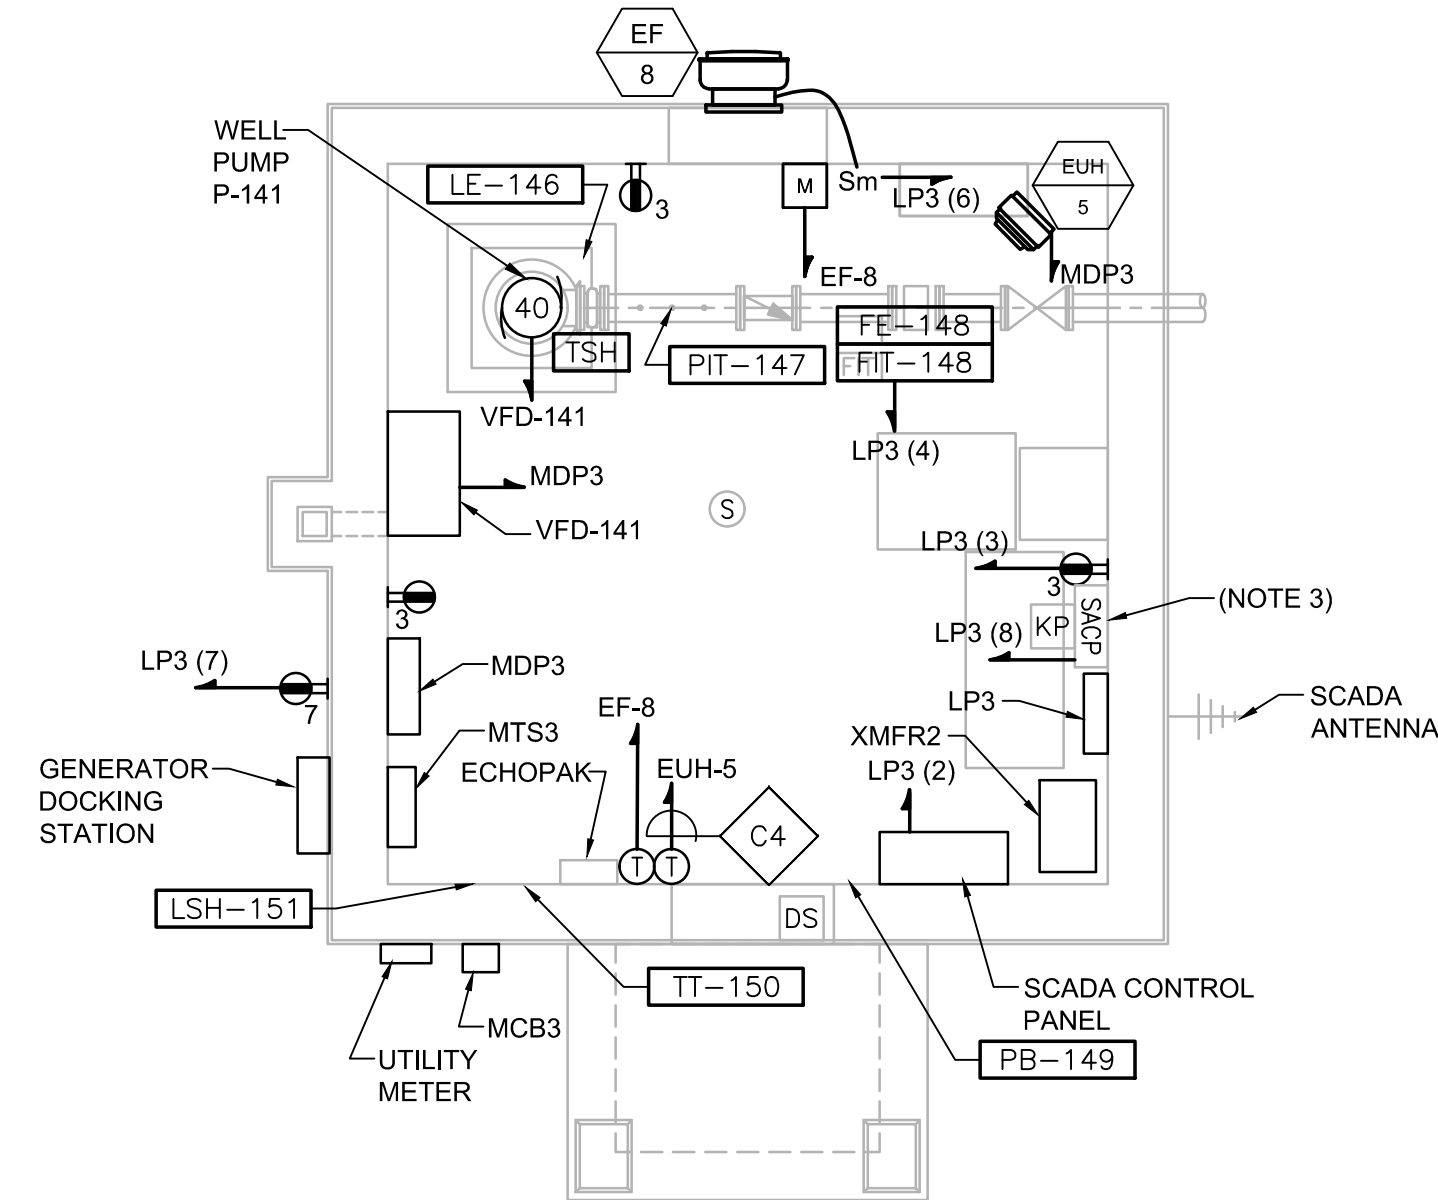 EF
8
WELL
PUMP
P-141
LE-146
3
M
Sm
LP3 (6)
EUH
5
MDP3
EF-8
40
TSH
PIT-147
FE-148
FIT-148
FIT
VFD-141
LP3 (4)
MDP3
VFD-141
S
LP3 (3)
3
3
SACP
KP
(NOTE 3)
LP3 (8)
LP3 (7)
7
MDP3
LP3
SCADA
ANTENNA
EF-8
MTS3
XMFR2
ECHOPAK
EUH-5
LP3 (2)
GENERATOR
DOCKING
STATION
C4
T
T
LSH-151
DS
TT-150
SCADA CONTROL
PANEL
MCB3
PB-149
UTILITY
METER